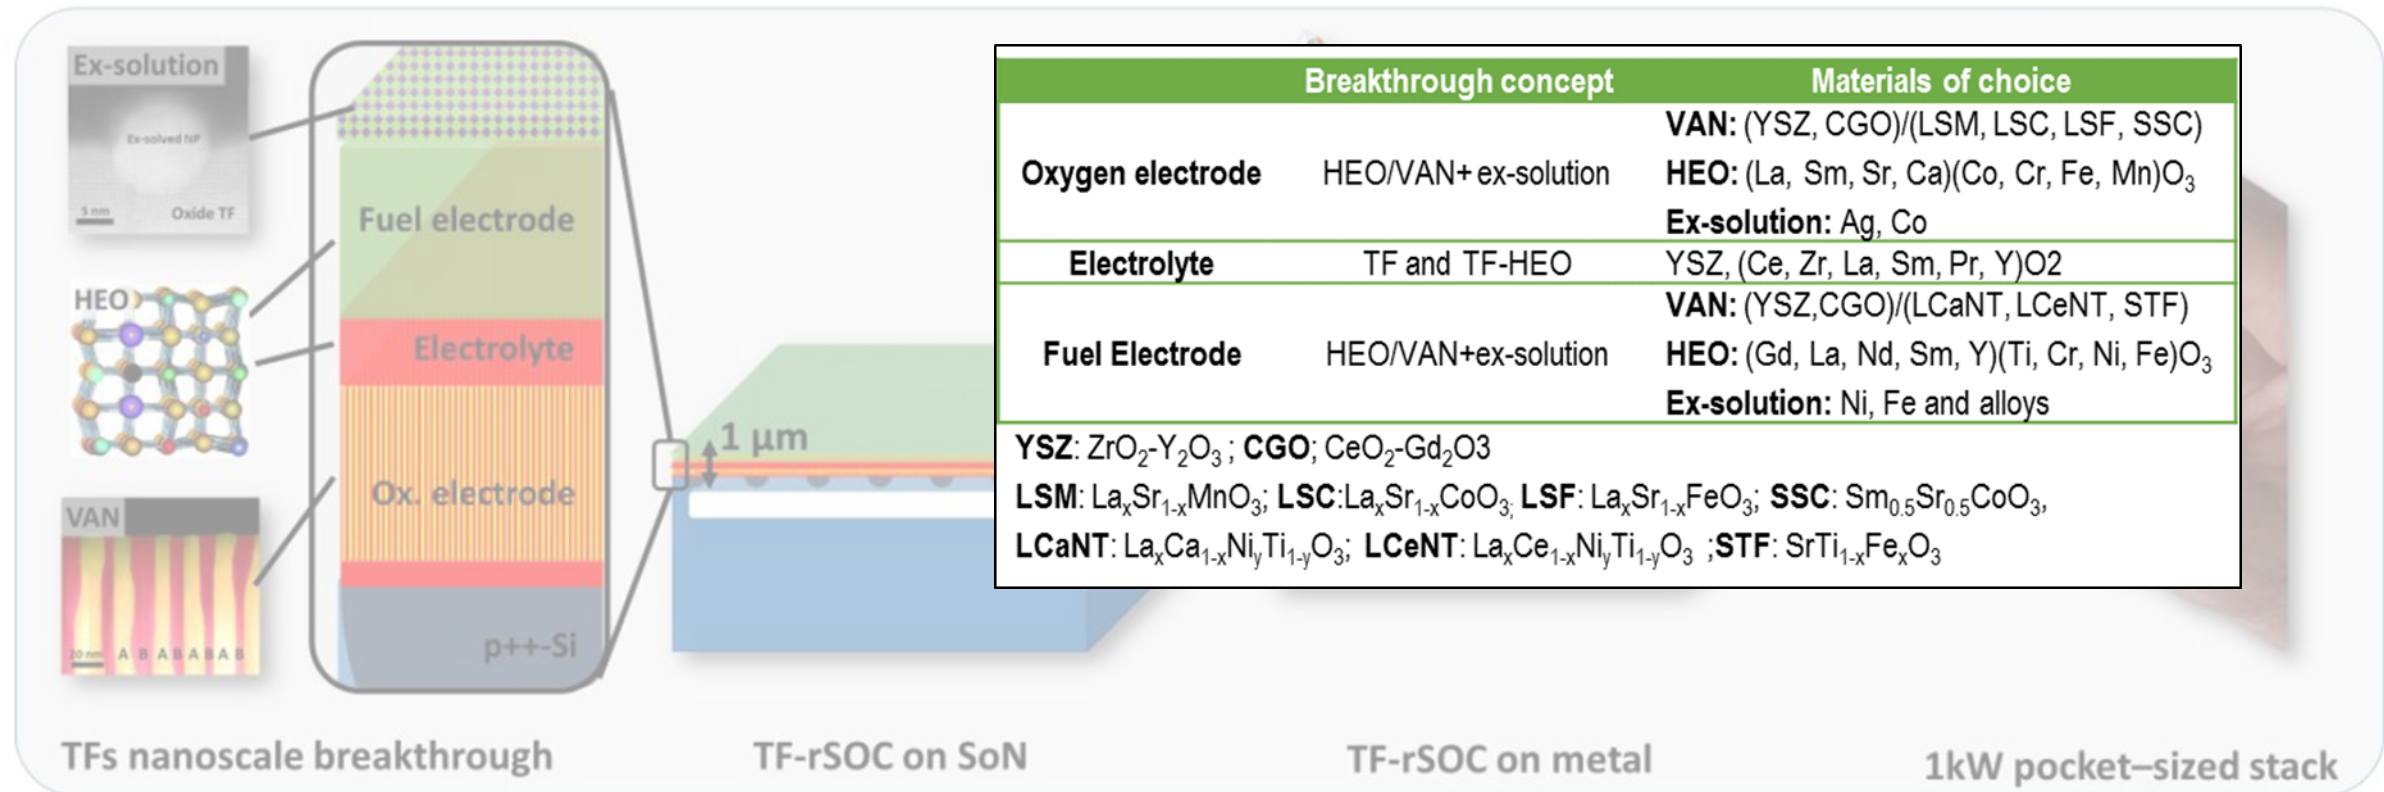 Ex-solution
Ex-solved NP
5 nm
Oxide TF
HEO
VAN
20 nm
A B A B A B A B
Fuel electrode
Electrolyte
Ox. electrode
p++-Si
1 µm
Breakthrough concept Materials of choice
Oxygen electrode HEO/VAN+ ex-solution
VAN: (YSZ, CGO)/(LSM, LSC, LSF, SSC)
HEO: (La, Sm, Sr, Ca)(Co, Cr, Fe, Mn)O₃
Ex-solution: Ag, Co
Electrolyte TF and TF-HEO YSZ, (Ce, Zr, La, Sm, Pr, Y)O2
Fuel Electrode HEO/VAN+ex-solution
VAN: (YSZ,CGO)/(LCaNT, LCeNT, STF)
HEO: (Gd, La, Nd, Sm, Y)(Ti, Cr, Ni, Fe)O₃
Ex-solution: Ni, Fe and alloys
YSZ: ZrO₂-Y₂O₃ ; CGO; CeO₂-Gd₂O3
LSM: LaₓSr₁₋ₓMnO₃; LSC:LaₓSr₁₋ₓCoO₃; LSF: LaₓSr₁₋ₓFeO₃; SSC: Sm₀.₅Sr₀.₅CoO₃,
LCaNT: LaₓCa₁₋ₓNiyTi₁₋yO₃; LCeNT: LaₓCe₁₋ₓNiyTi₁₋yO₃ ;STF: SrTi₁₋ₓFeₓO₃
TFs nanoscale breakthrough
TF-rSOC on SoN
TF-rSOC on metal
1kW pocket–sized stack